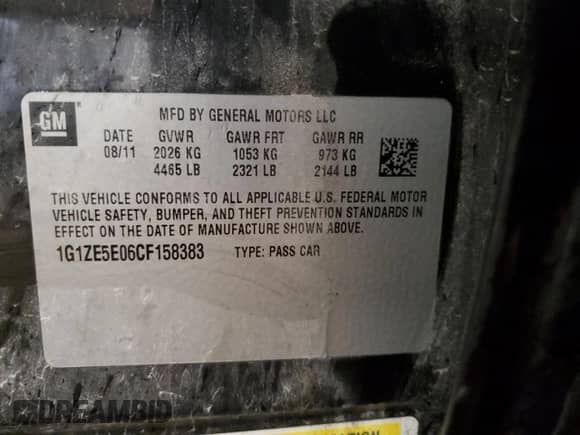 GM
MFD BY GENERAL MOTORS LLC
DATE GVWR GAWR FRT GAWR RR
08/11 2026 KG 1053 KG 973 KG
4465 LB 2321 LB 2144 LB
THIS VEHICLE CONFORMS TO ALL APPLICABLE U.S. FEDERAL MOTOR
VEHICLE SAFETY, BUMPER, AND THEFT PREVENTION STANDARDS IN
EFFECT ON THE DATE OF MANUFACTURE SHOWN ABOVE.
1G1ZE5E06CF158383 TYPE: PASS CAR
DREAMBID